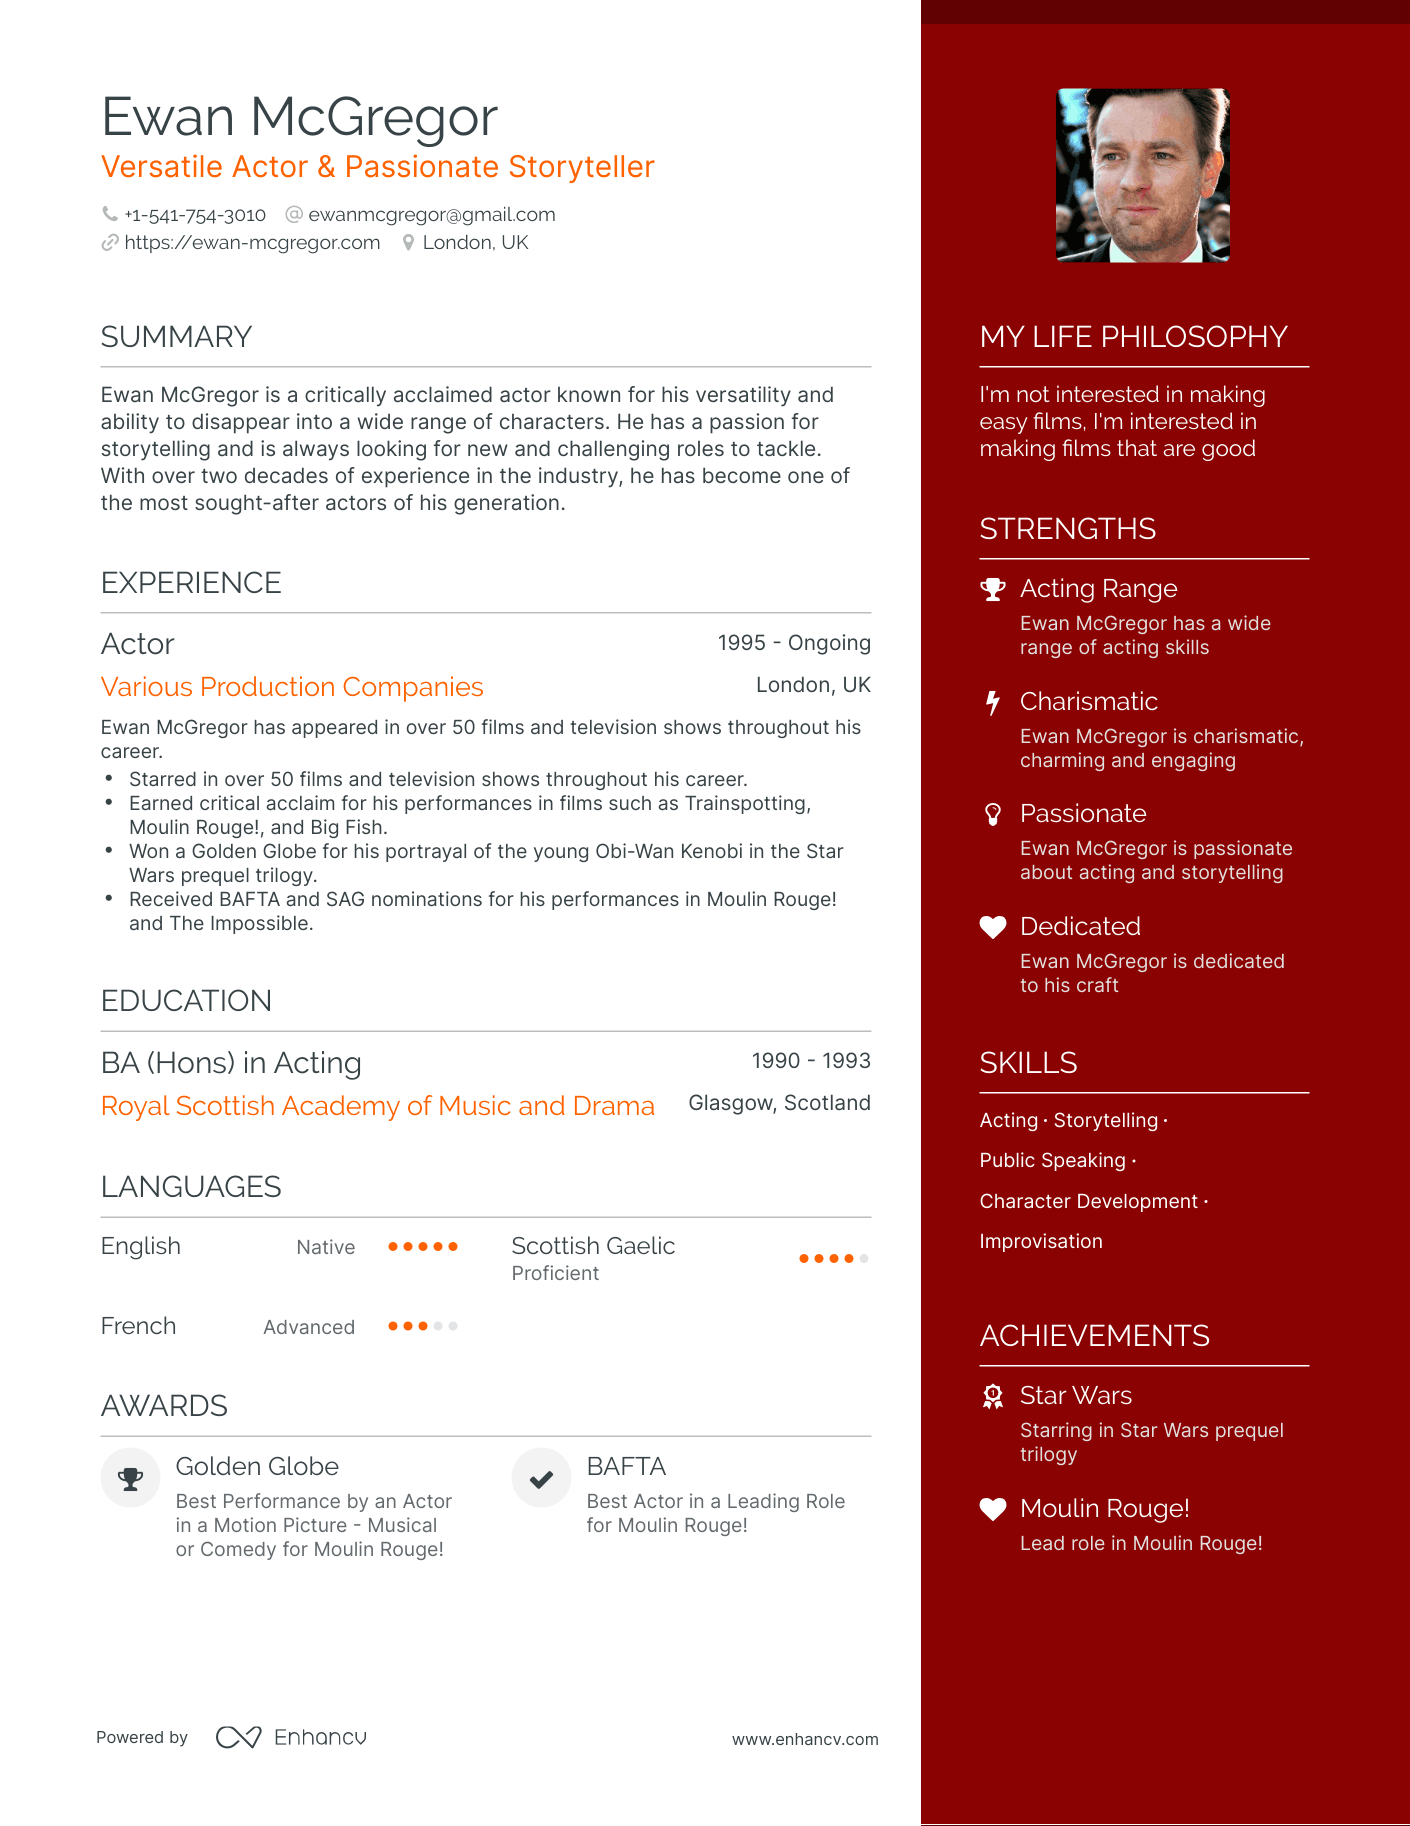 Ewan McGregor
Versatile Actor & Passionate Storyteller
+1-541-754-3010 ewanmcgregor@gmail.com
https://ewan-mcgregor.com London, UK
SUMMARY
Ewan McGregor is a critically acclaimed actor known for his versatility and
ability to disappear into a wide range of characters. He has a passion for
storytelling and is always looking for new and challenging roles to tackle.
With over two decades of experience in the industry, he has become one of
the most sought-after actors of his generation.
EXPERIENCE
Actor 1995 - Ongoing
Various Production Companies London, UK
Ewan McGregor has appeared in over 50 films and television shows throughout his
career.
• Starred in over 50 films and television shows throughout his career.
• Earned critical acclaim for his performances in films such as Trainspotting,
Moulin Rouge!, and Big Fish.
• Won a Golden Globe for his portrayal of the young Obi-Wan Kenobi in the Star
Wars prequel trilogy.
• Received BAFTA and SAG nominations for his performances in Moulin Rouge!
and The Impossible.
EDUCATION
BA (Hons) in Acting 1990 - 1993
Royal Scottish Academy of Music and Drama Glasgow, Scotland
LANGUAGES
English Native
Scottish Gaelic
Proficient
French Advanced
AWARDS
Golden Globe
Best Performance by an Actor
in a Motion Picture - Musical
or Comedy for Moulin Rouge!
BAFTA
Best Actor in a Leading Role
for Moulin Rouge!
MY LIFE PHILOSOPHY
I'm not interested in making
easy films, I'm interested in
making films that are good
STRENGTHS
Acting Range
Ewan McGregor has a wide
range of acting skills
Charismatic
Ewan McGregor is charismatic,
charming and engaging
Passionate
Ewan McGregor is passionate
about acting and storytelling
Dedicated
Ewan McGregor is dedicated
to his craft
SKILLS
Acting · Storytelling ·
Public Speaking ·
Character Development ·
Improvisation
ACHIEVEMENTS
Star Wars
Starring in Star Wars prequel
trilogy
Moulin Rouge!
Lead role in Moulin Rouge!
Powered by Enhancv www.enhancv.com